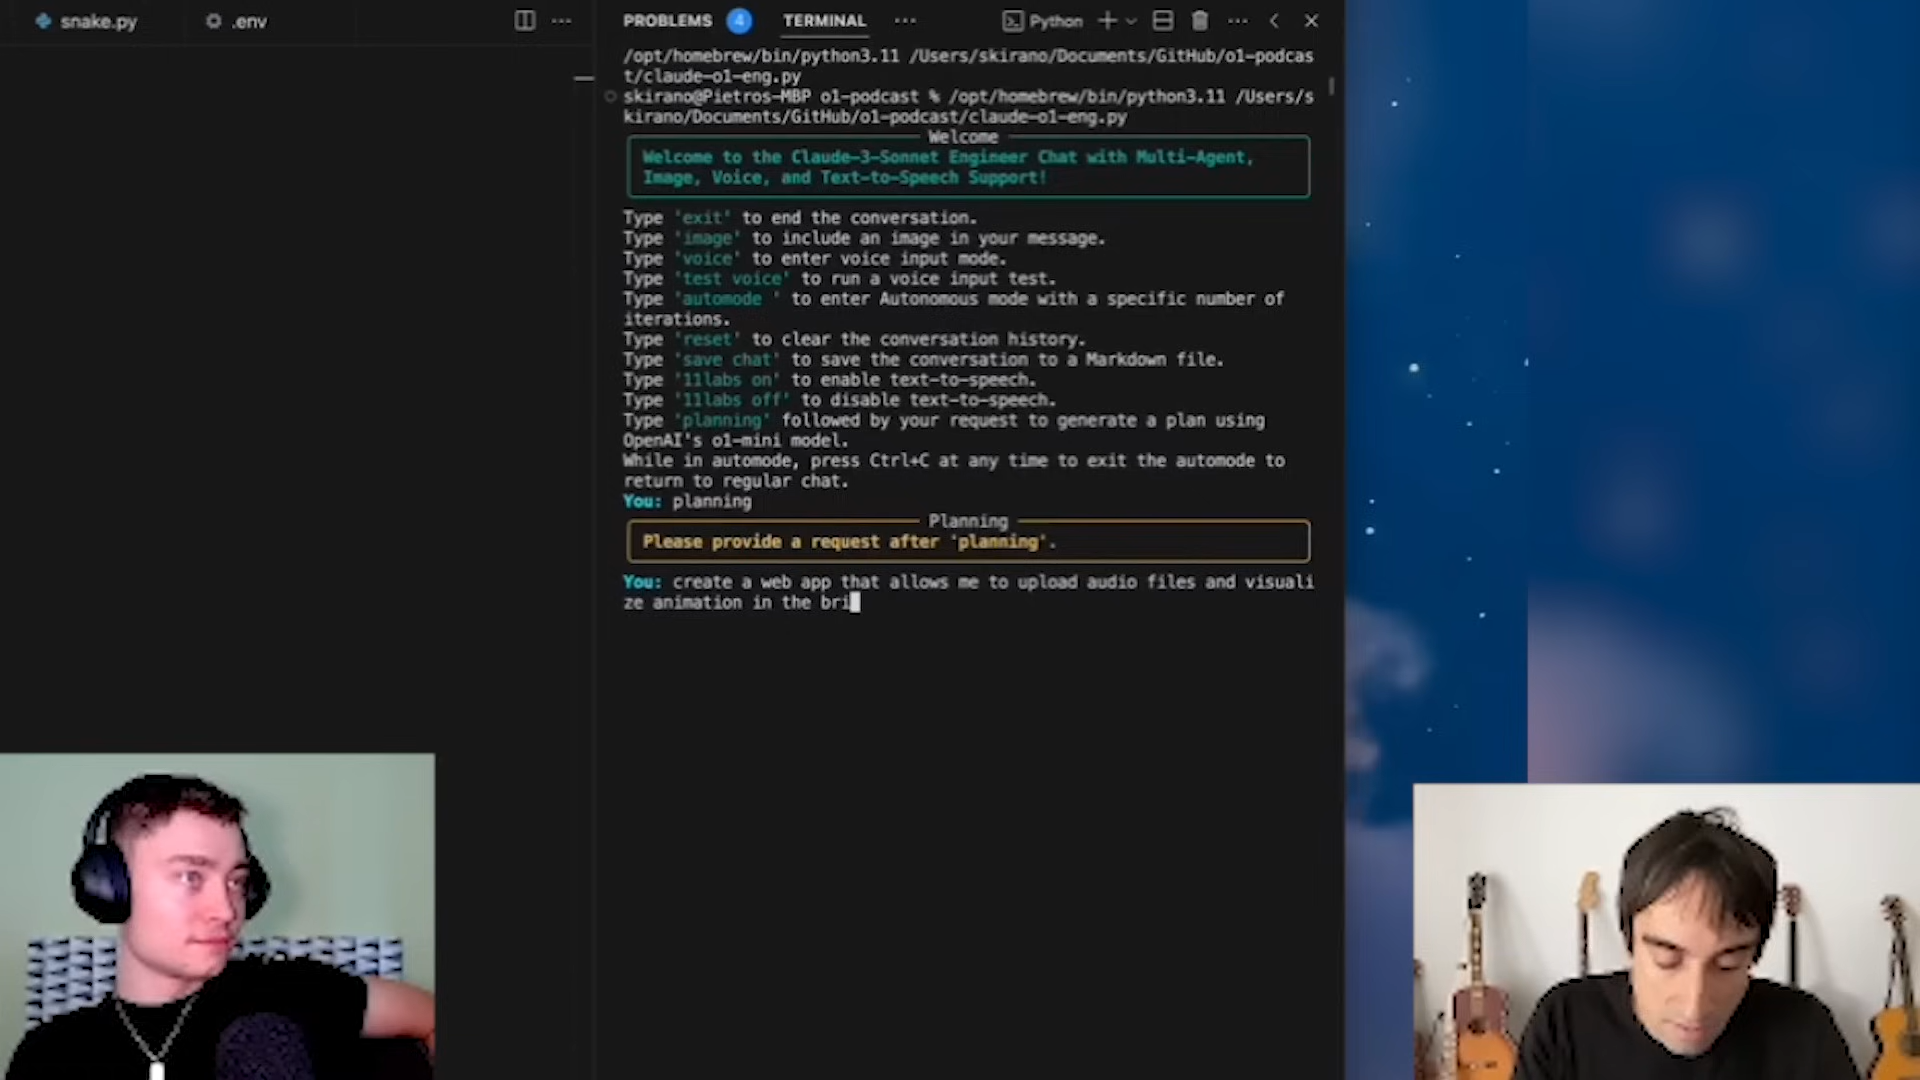 snake.py
.env
PROBLEMS 4 TERMINAL
Python
/opt/homebrew/bin/python3.11 /Users/skirano/Documents/GitHub/o1-podcas
t/claude-o1-eng.py
skirano@Pietros-MBP o1-podcast % /opt/homebrew/bin/python3.11 /Users/s
kirano/Documents/GitHub/o1-podcast/claude-o1-eng.py
Welcome
Welcome to the Claude-3-Sonnet Engineer Chat with Multi-Agent,
Image, Voice, and Text-to-Speech Support!
Type 'exit' to end the conversation.
Type 'image' to include an image in your message.
Type 'voice' to enter voice input mode.
Type 'test voice' to run a voice input test.
Type 'automode ' to enter Autonomous mode with a specific number of
iterations.
Type 'reset' to clear the conversation history.
Type 'save chat' to save the conversation to a Markdown file.
Type '11labs on' to enable text-to-speech.
Type '11labs off' to disable text-to-speech.
Type 'planning' followed by your request to generate a plan using
OpenAI's o1-mini model.
While in automode, press Ctrl+C at any time to exit the automode to
return to regular chat.
You: planning
Planning
Please provide a request after 'planning'.
You: create a web app that allows me to upload audio files and visuali
ze animation in the bri